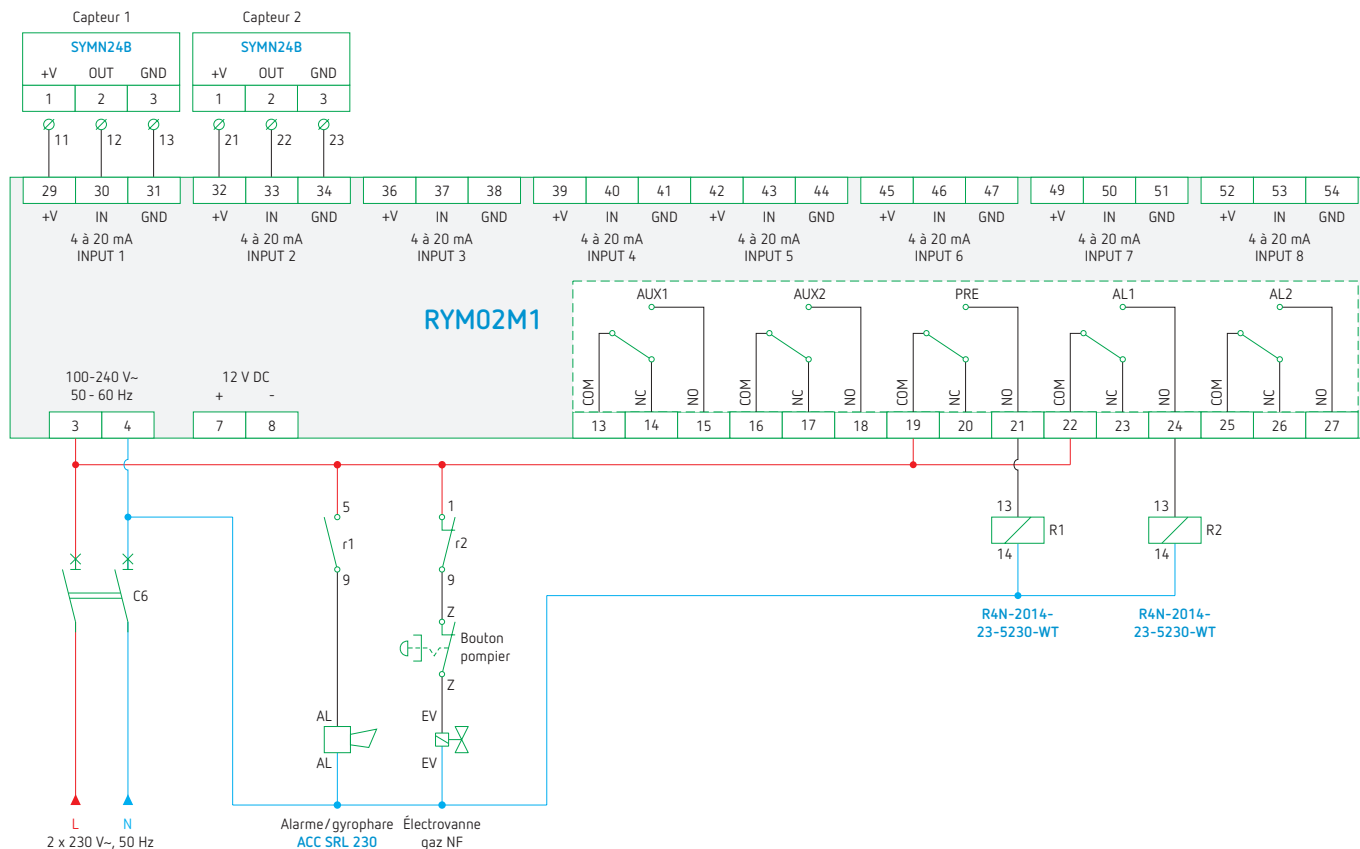 Capteur 1 Capteur 2
SYMN24B SYMN24B
+V OUT GND +V OUT GND
1 2 3 1 2 3
11 12 13 21 22 23
29 30 31 32 33 34 36 37 38 39 40 41 42 43 44 45 46 47 49 50 51 52 53 54
+V IN GND +V IN GND +V IN GND +V IN GND +V IN GND +V IN GND +V IN GND +V IN GND
4 à 20 mA 4 à 20 mA 4 à 20 mA 4 à 20 mA 4 à 20 mA 4 à 20 mA 4 à 20 mA 4 à 20 mA
INPUT 1 INPUT 2 INPUT 3 INPUT 4 INPUT 5 INPUT 6 INPUT 7 INPUT 8
AUX1 AUX2 PRE AL1 AL2
RYM02M1
100-240 V~ 12 V DC
50 - 60 Hz + -
COM NC NO COM NC NO COM NC NO COM NC NO COM NC NO
3 4 7 8 13 14 15 16 17 18 19 20 21 22 23 24 25 26 27
5 1 13 13
r1 r2 R1 R2
9 9 14 14
C6
Z
Bouton
pompier
Z
R4N-2014- R4N-2014-
23-5230-WT 23-5230-WT
AL EV
AL EV
L N Alarme/gyrophare Électrovanne
2 x 230 V~, 50 Hz ACC SRL 230 gaz NF